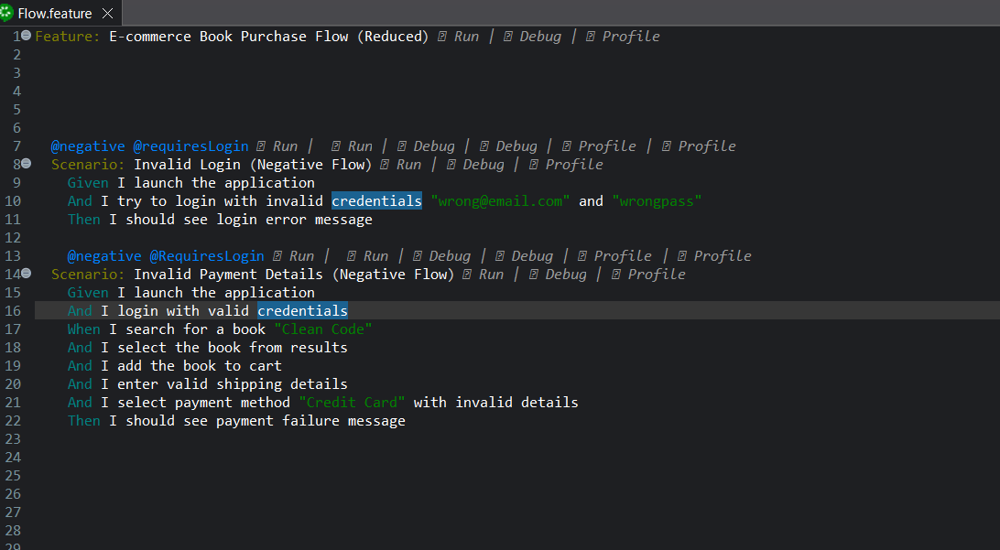 Flow.feature
1 Feature: E-commerce Book Purchase Flow (Reduced) Run | Debug | Profile
2
3
4
5
6
7 @negative @requiresLogin Run | Run | Debug | Debug | Profile | Profile
8 Scenario: Invalid Login (Negative Flow) Run | Debug | Profile
9 Given I launch the application
10 And I try to login with invalid credentials "wrong@email.com" and "wrongpass"
11 Then I should see login error message
12
13 @negative @RequiresLogin Run | Run | Debug | Debug | Profile | Profile
14 Scenario: Invalid Payment Details (Negative Flow) Run | Debug | Profile
15 Given I launch the application
16 And I login with valid credentials
17 When I search for a book "Clean Code"
18 And I select the book from results
19 And I add the book to cart
20 And I enter valid shipping details
21 And I select payment method "Credit Card" with invalid details
22 Then I should see payment failure message
23
24
25
26
27
28
29